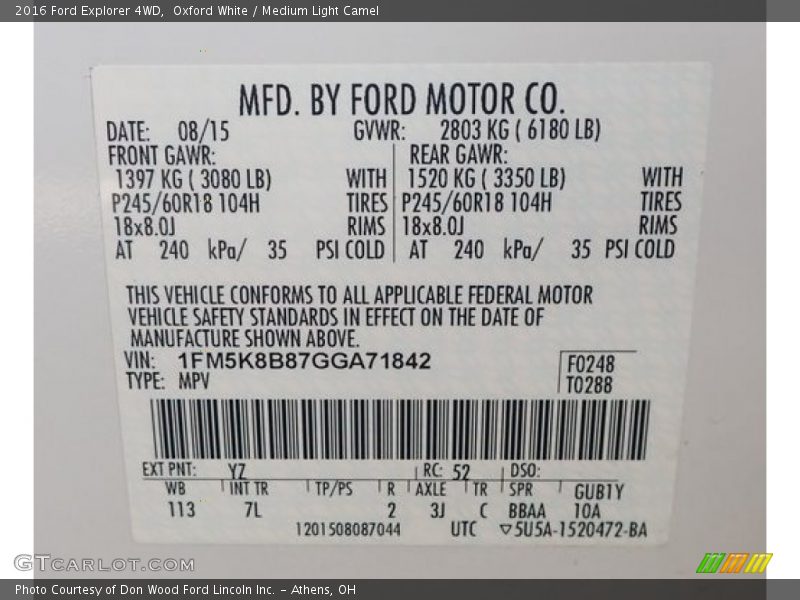 2016 Ford Explorer 4WD,  Oxford White / Medium Light Camel
MFD. BY FORD MOTOR CO.
DATE: 08/15 GVWR: 2803 KG ( 6180 LB)
FRONT GAWR: REAR GAWR:
1397 KG ( 3080 LB) WITH 1520 KG ( 3350 LB) WITH
P245/60R18 104H TIRES P245/60R18 104H TIRES
18x8.0J RIMS 18x8.0J RIMS
AT 240 kPa/ 35 PSI COLD AT 240 kPa/ 35 PSI COLD
THIS VEHICLE CONFORMS TO ALL APPLICABLE FEDERAL MOTOR
VEHICLE SAFETY STANDARDS IN EFFECT ON THE DATE OF
MANUFACTURE SHOWN ABOVE.
VIN: 1FM5K8B87GGA71842 F0248
TYPE: MPV T0288
EXT PNT: YZ RC: 52 DSO:
WB INT TR TP/PS R AXLE TR SPR GUB1Y
113 7L 2 3J C BBAA 10A
1201508087044 UTC ▽5U5A-1520472-BA
GTCarLot.com
Photo Courtesy of Don Wood Ford Lincoln Inc. – Athens, OH